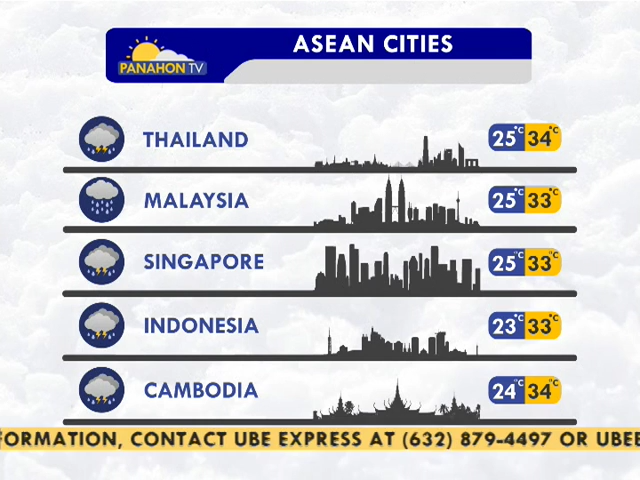 ASEAN CITIES
PANAHON TV
THAILAND 25°C 34°C
MALAYSIA 25°C 33°C
SINGAPORE 25°C 33°C
INDONESIA 23°C 33°C
CAMBODIA 24°C 34°C
FORMATION, CONTACT UBE EXPRESS AT (632) 879-4497 OR UBEE